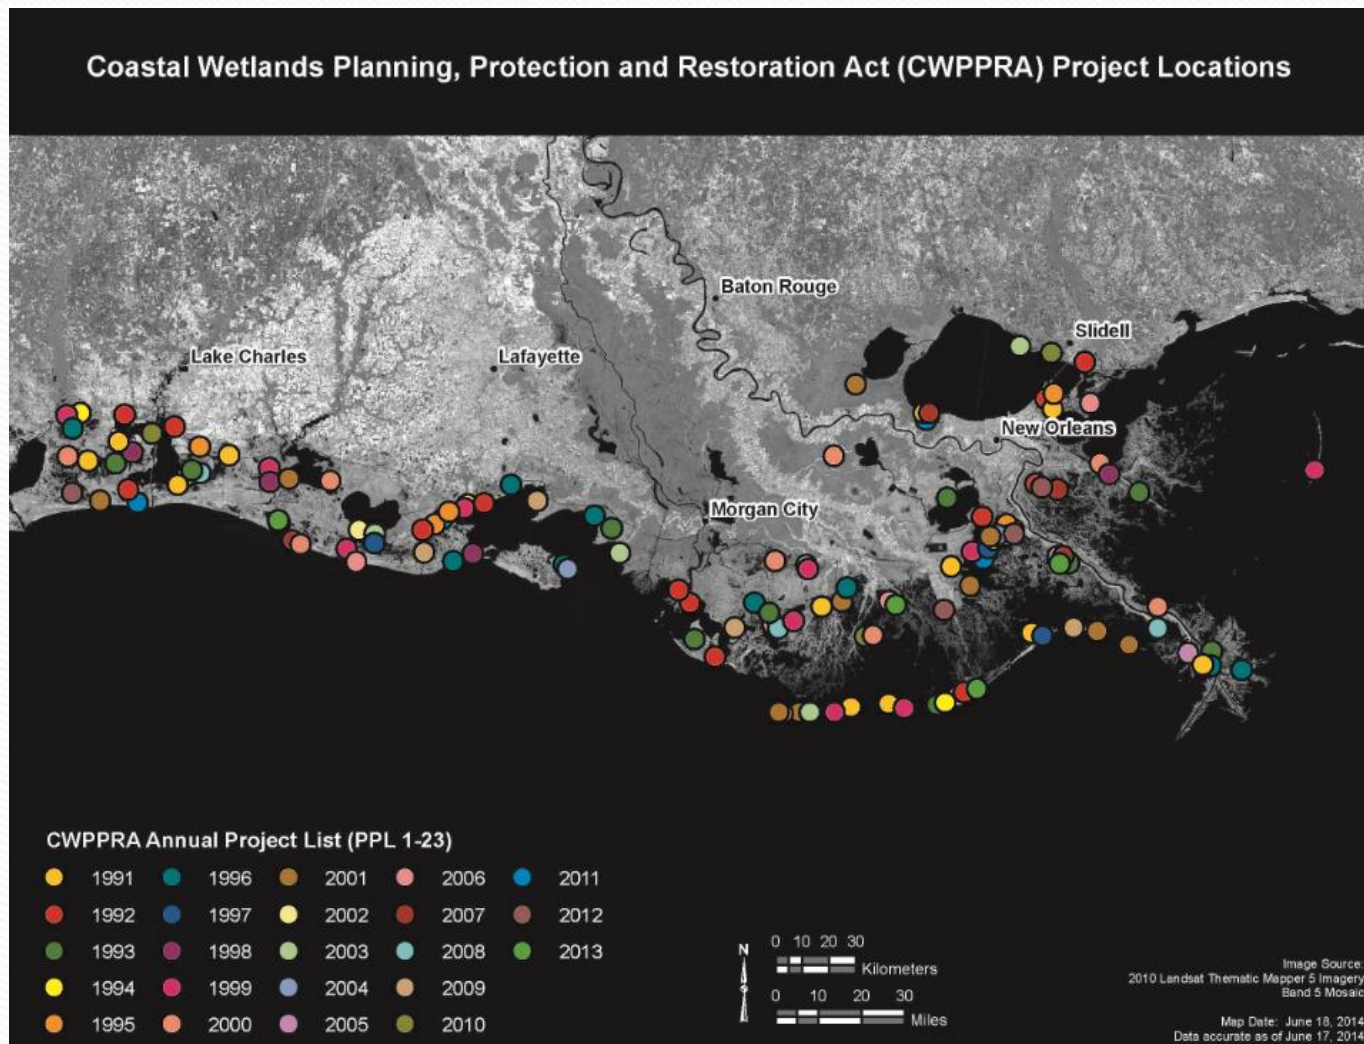 Coastal Wetlands Planning, Protection and Restoration Act (CWPPRA) Project Locations
Baton Rouge
Slidell
Lake Charles
Lafayette
New Orleans
Morgan City
CWPPRA Annual Project List (PPL 1-23)
1991 1996 2001 2006 2011
1992 1997 2002 2007 2012
1993 1998 2003 2008 2013
1994 1999 2004 2009
1995 2000 2005 2010
N
0 10 20 30
Kilometers
0 10 20 30
Miles
Image Source:
2010 Landsat Thematic Mapper 5 Imagery
Band 5 Mosaic
Map Date: June 18, 2014
Data accurate as of June 17, 2014